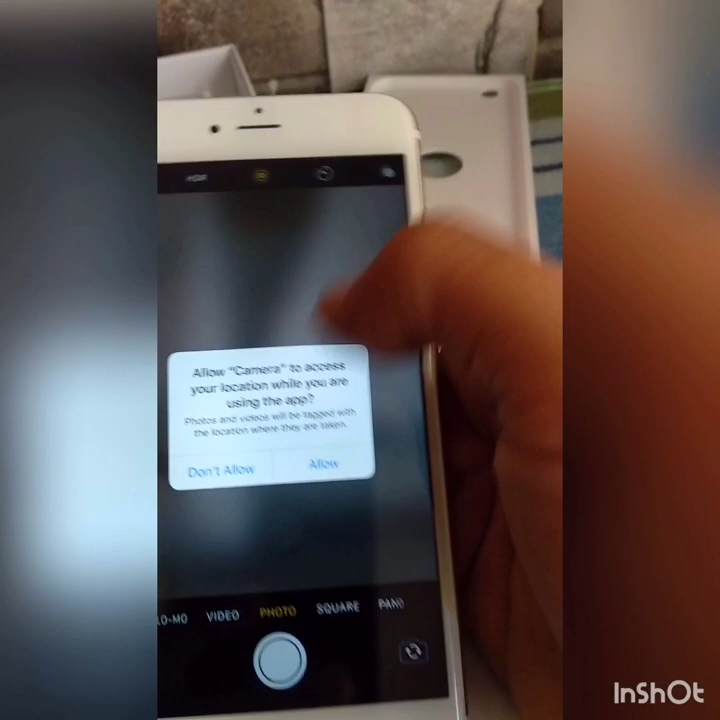 HDR
Allow "Camera" to access
your location while you are
using the app?
Photos and videos will be tagged with
the location where they are taken.
Don't Allow
Allow
LO-MO VIDEO PHOTO SQUARE PANO
InShOt